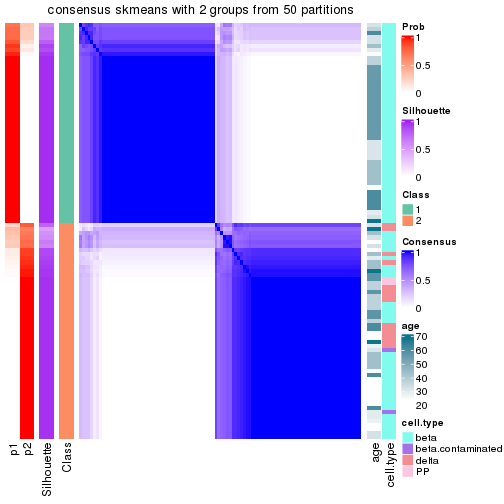 consensus skmeans with 2 groups from 50 partitions
Prob
1
0.5
0
Silhouette
1
0.5
0
Class
1
2
Consensus
1
0.5
0
age
70
60
50
40
30
20
cell.type
beta
beta.contaminated
delta
PP
p1
p2
Silhouette
Class
age
cell.type